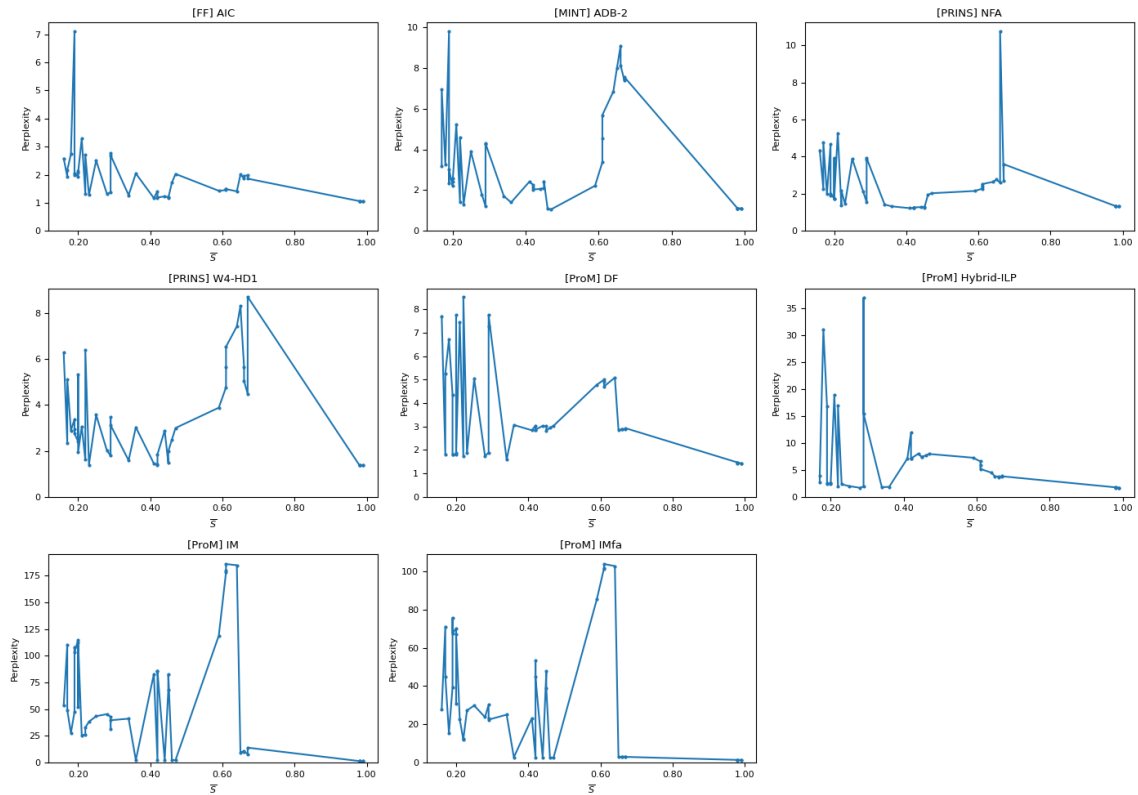 [FF] AIC
7
6
5
4
3
2
1
0
Perplexity
0.20 0.40 0.60 0.80 1.00
s̅
[MINT] ADB-2
10
8
6
4
2
0
Perplexity
0.20 0.40 0.60 0.80 1.00
s̅
[PRINS] NFA
10
8
6
4
2
0
Perplexity
0.20 0.40 0.60 0.80 1.00
s̅
[PRINS] W4-HD1
8
6
4
2
0
Perplexity
0.20 0.40 0.60 0.80 1.00
s̅
[ProM] DF
8
7
6
5
4
3
2
1
0
Perplexity
0.20 0.40 0.60 0.80 1.00
s̅
[ProM] Hybrid-ILP
35
30
25
20
15
10
5
0
Perplexity
0.20 0.40 0.60 0.80 1.00
s̅
[ProM] IM
175
150
125
100
75
50
25
0
Perplexity
0.20 0.40 0.60 0.80 1.00
s̅
[ProM] IMfa
100
80
60
40
20
0
Perplexity
0.20 0.40 0.60 0.80 1.00
s̅